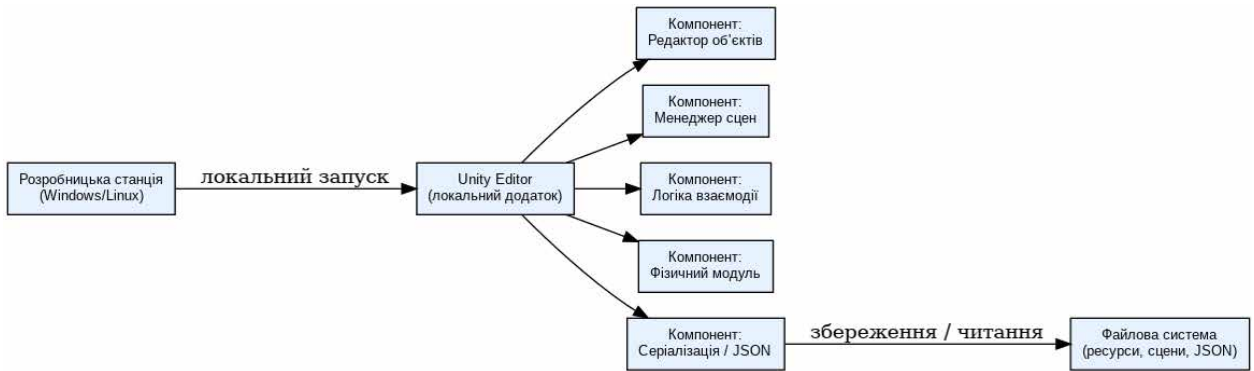 Компонент:
Редактор об'єктів
Компонент:
Менеджер сцен
Розробницька станція
(Windows/Linux)
локальний запуск
Unity Editor
(локальний додаток)
Компонент:
Логіка взаємодії
Компонент:
Фізичний модуль
Компонент:
Серіалізація / JSON
збереження / читання
Файлова система
(ресурси, сцени, JSON)